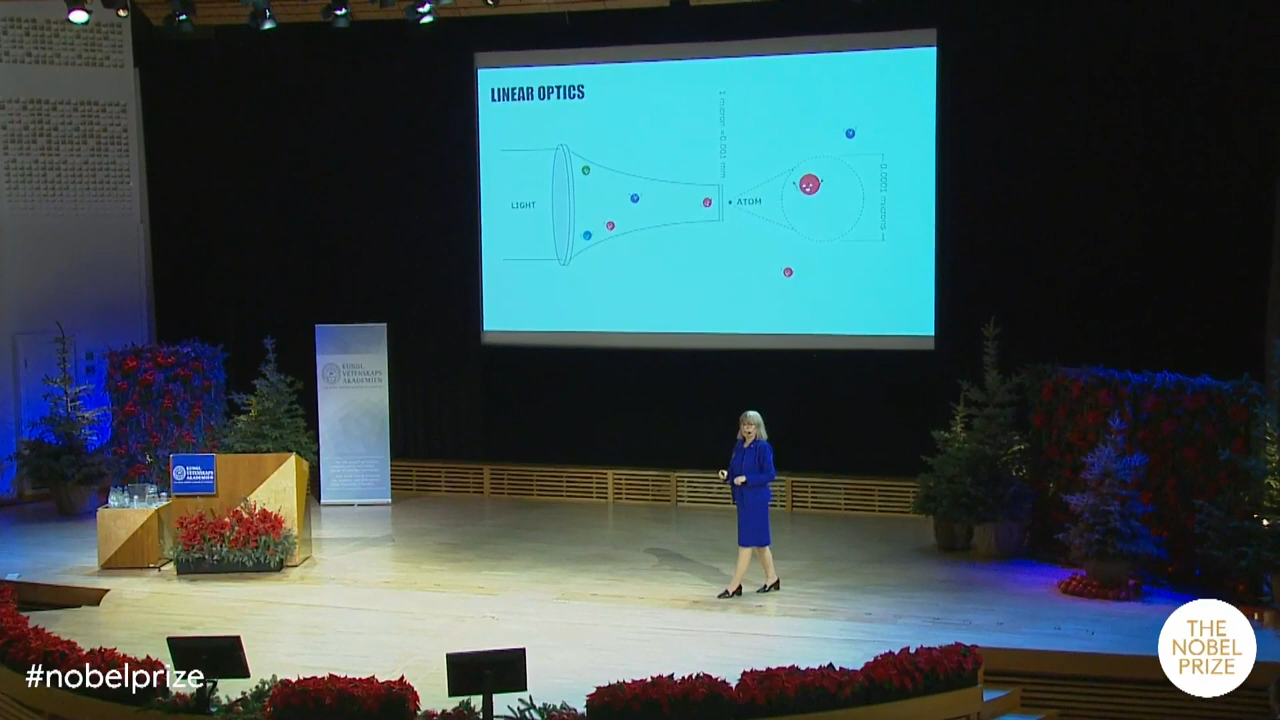 LINEAR OPTICS
1 micron =0.001 mm
LIGHT
ATOM
0.0001 microns
KUNGL.
VETENSKAPS
AKADEMIEN
KUNGL.
VETENSKAPS
AKADEMIEN
#nobelprize
THE
NOBEL
PRIZE